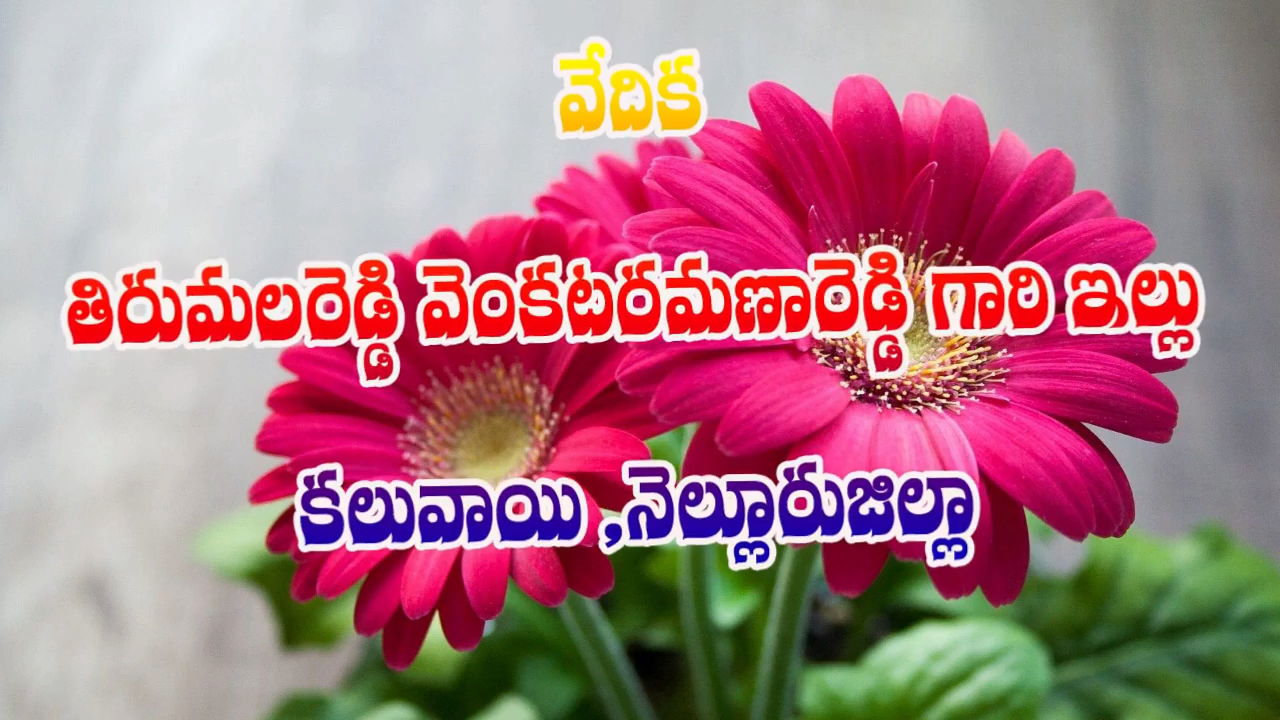 వేదిక
తిరుమలరెడ్డి వెంకటరమణారెడ్డి గారి ఇల్లు
కలువాయి ,నెల్లూరుజిల్లా